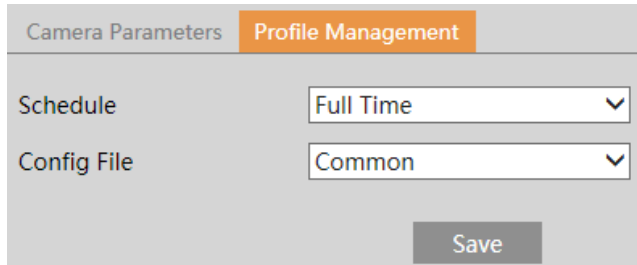 Camera Parameters Profile Management
Schedule Full Time
Config File Common
Save